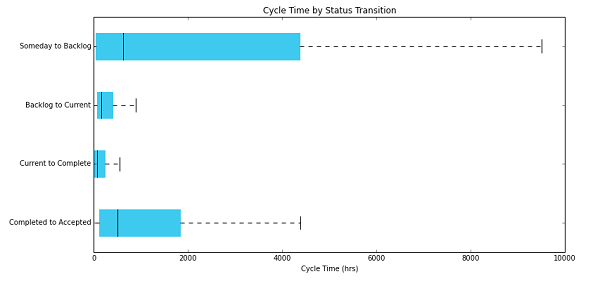 Cycle Time by Status Transition
Someday to Backlog
Backlog to Current
Current to Complete
Completed to Accepted
0 2000 4000 6000 8000 10000
Cycle Time (hrs)